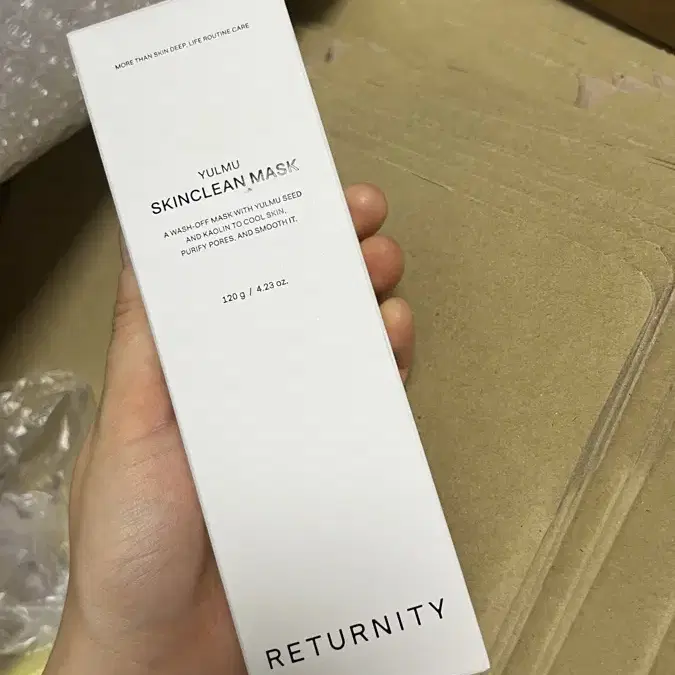 MORE THAN SKIN DEEP, LIFE ROUTINE CARE
YULMU
SKINCLEAN MASK
A WASH-OFF MASK WITH YULMU SEED
AND KAOLIN TO COOL SKIN,
PURIFY PORES, AND SMOOTH IT.
120 g / 4.23 oz.
RETURNITY